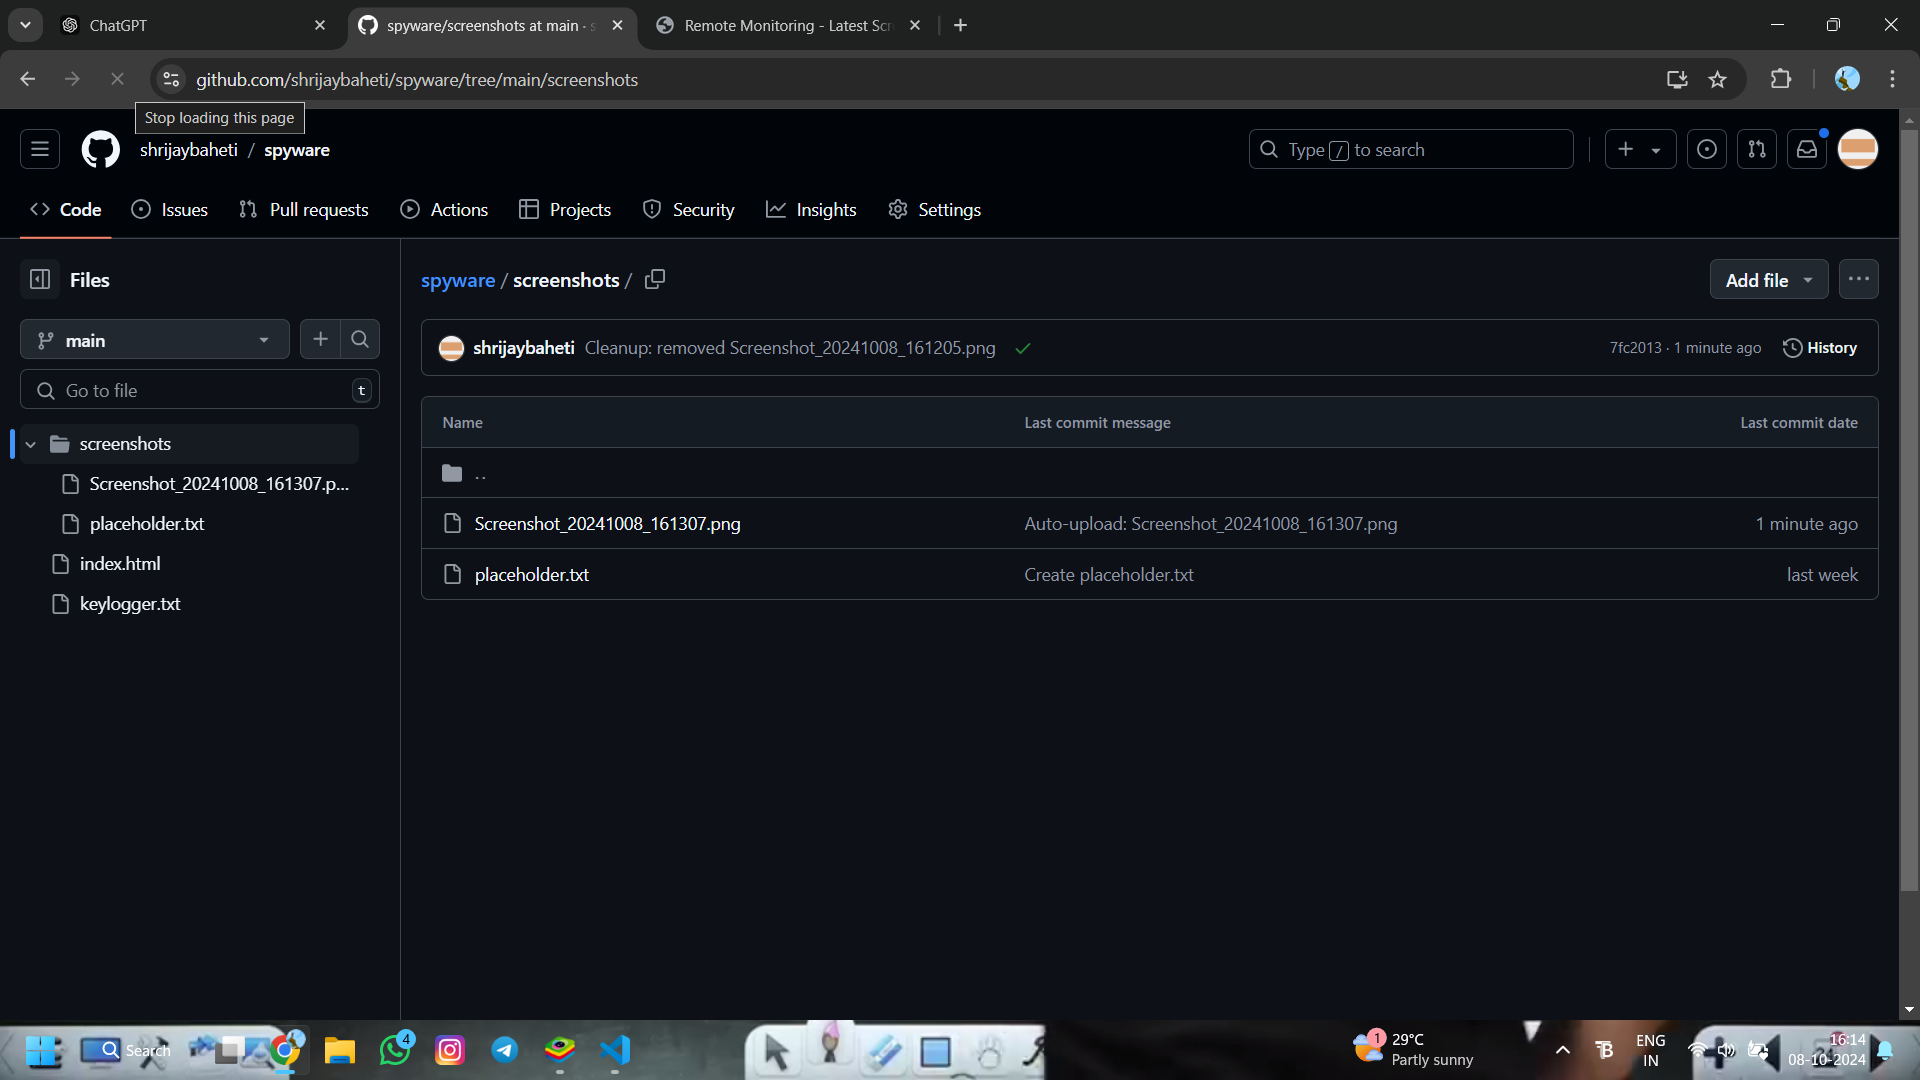 ChatGPT
spyware/screenshots at main · s
Remote Monitoring - Latest Scr
github.com/shrijaybaheti/spyware/tree/main/screenshots
Stop loading this page
shrijaybaheti / spyware
Type / to search
Code
Issues
Pull requests
Actions
Projects
Security
Insights
Settings
Files
spyware / screenshots /
Add file
main
shrijaybaheti Cleanup: removed Screenshot_20241008_161205.png
7fc2013 · 1 minute ago
History
Go to file
t
Name
Last commit message
Last commit date
screenshots
..
Screenshot_20241008_161307.p...
Screenshot_20241008_161307.png
Auto-upload: Screenshot_20241008_161307.png
1 minute ago
placeholder.txt
placeholder.txt
Create placeholder.txt
last week
index.html
keylogger.txt
Search
4
1
29°C
Partly sunny
ENG
IN
16:14
08-10-2024